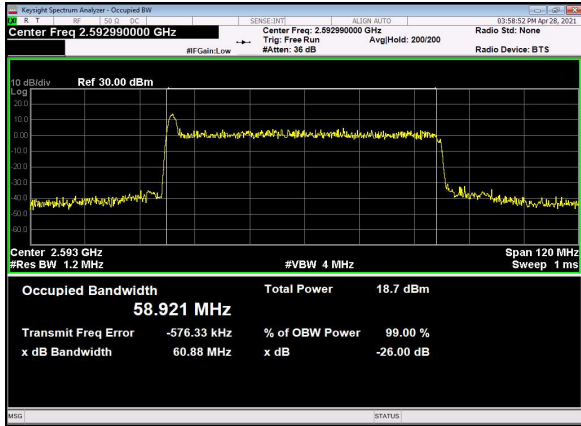 Keysight Spectrum Analyzer - Occupied BW
R T RF 50 Ω DC SENSE:INT ALIGN AUTO 03:58:52 PM Apr 28, 2021
Center Freq 2.592990000 GHz Center Freq: 2.592990000 GHz Radio Std: None
Trig: Free Run Avg|Hold: 200/200
#IFGain:Low #Atten: 36 dB Radio Device: BTS
10 dB/div Ref 30.00 dBm
Log
20.0
10.0
0.00
-10.0
-20.0
-30.0
-40.0
-50.0
-60.0
Center 2.593 GHz Span 120 MHz
#Res BW 1.2 MHz #VBW 4 MHz Sweep 1 ms
Occupied Bandwidth Total Power 18.7 dBm
58.921 MHz
Transmit Freq Error -576.33 kHz % of OBW Power 99.00 %
x dB Bandwidth 60.88 MHz x dB -26.00 dB
MSG STATUS